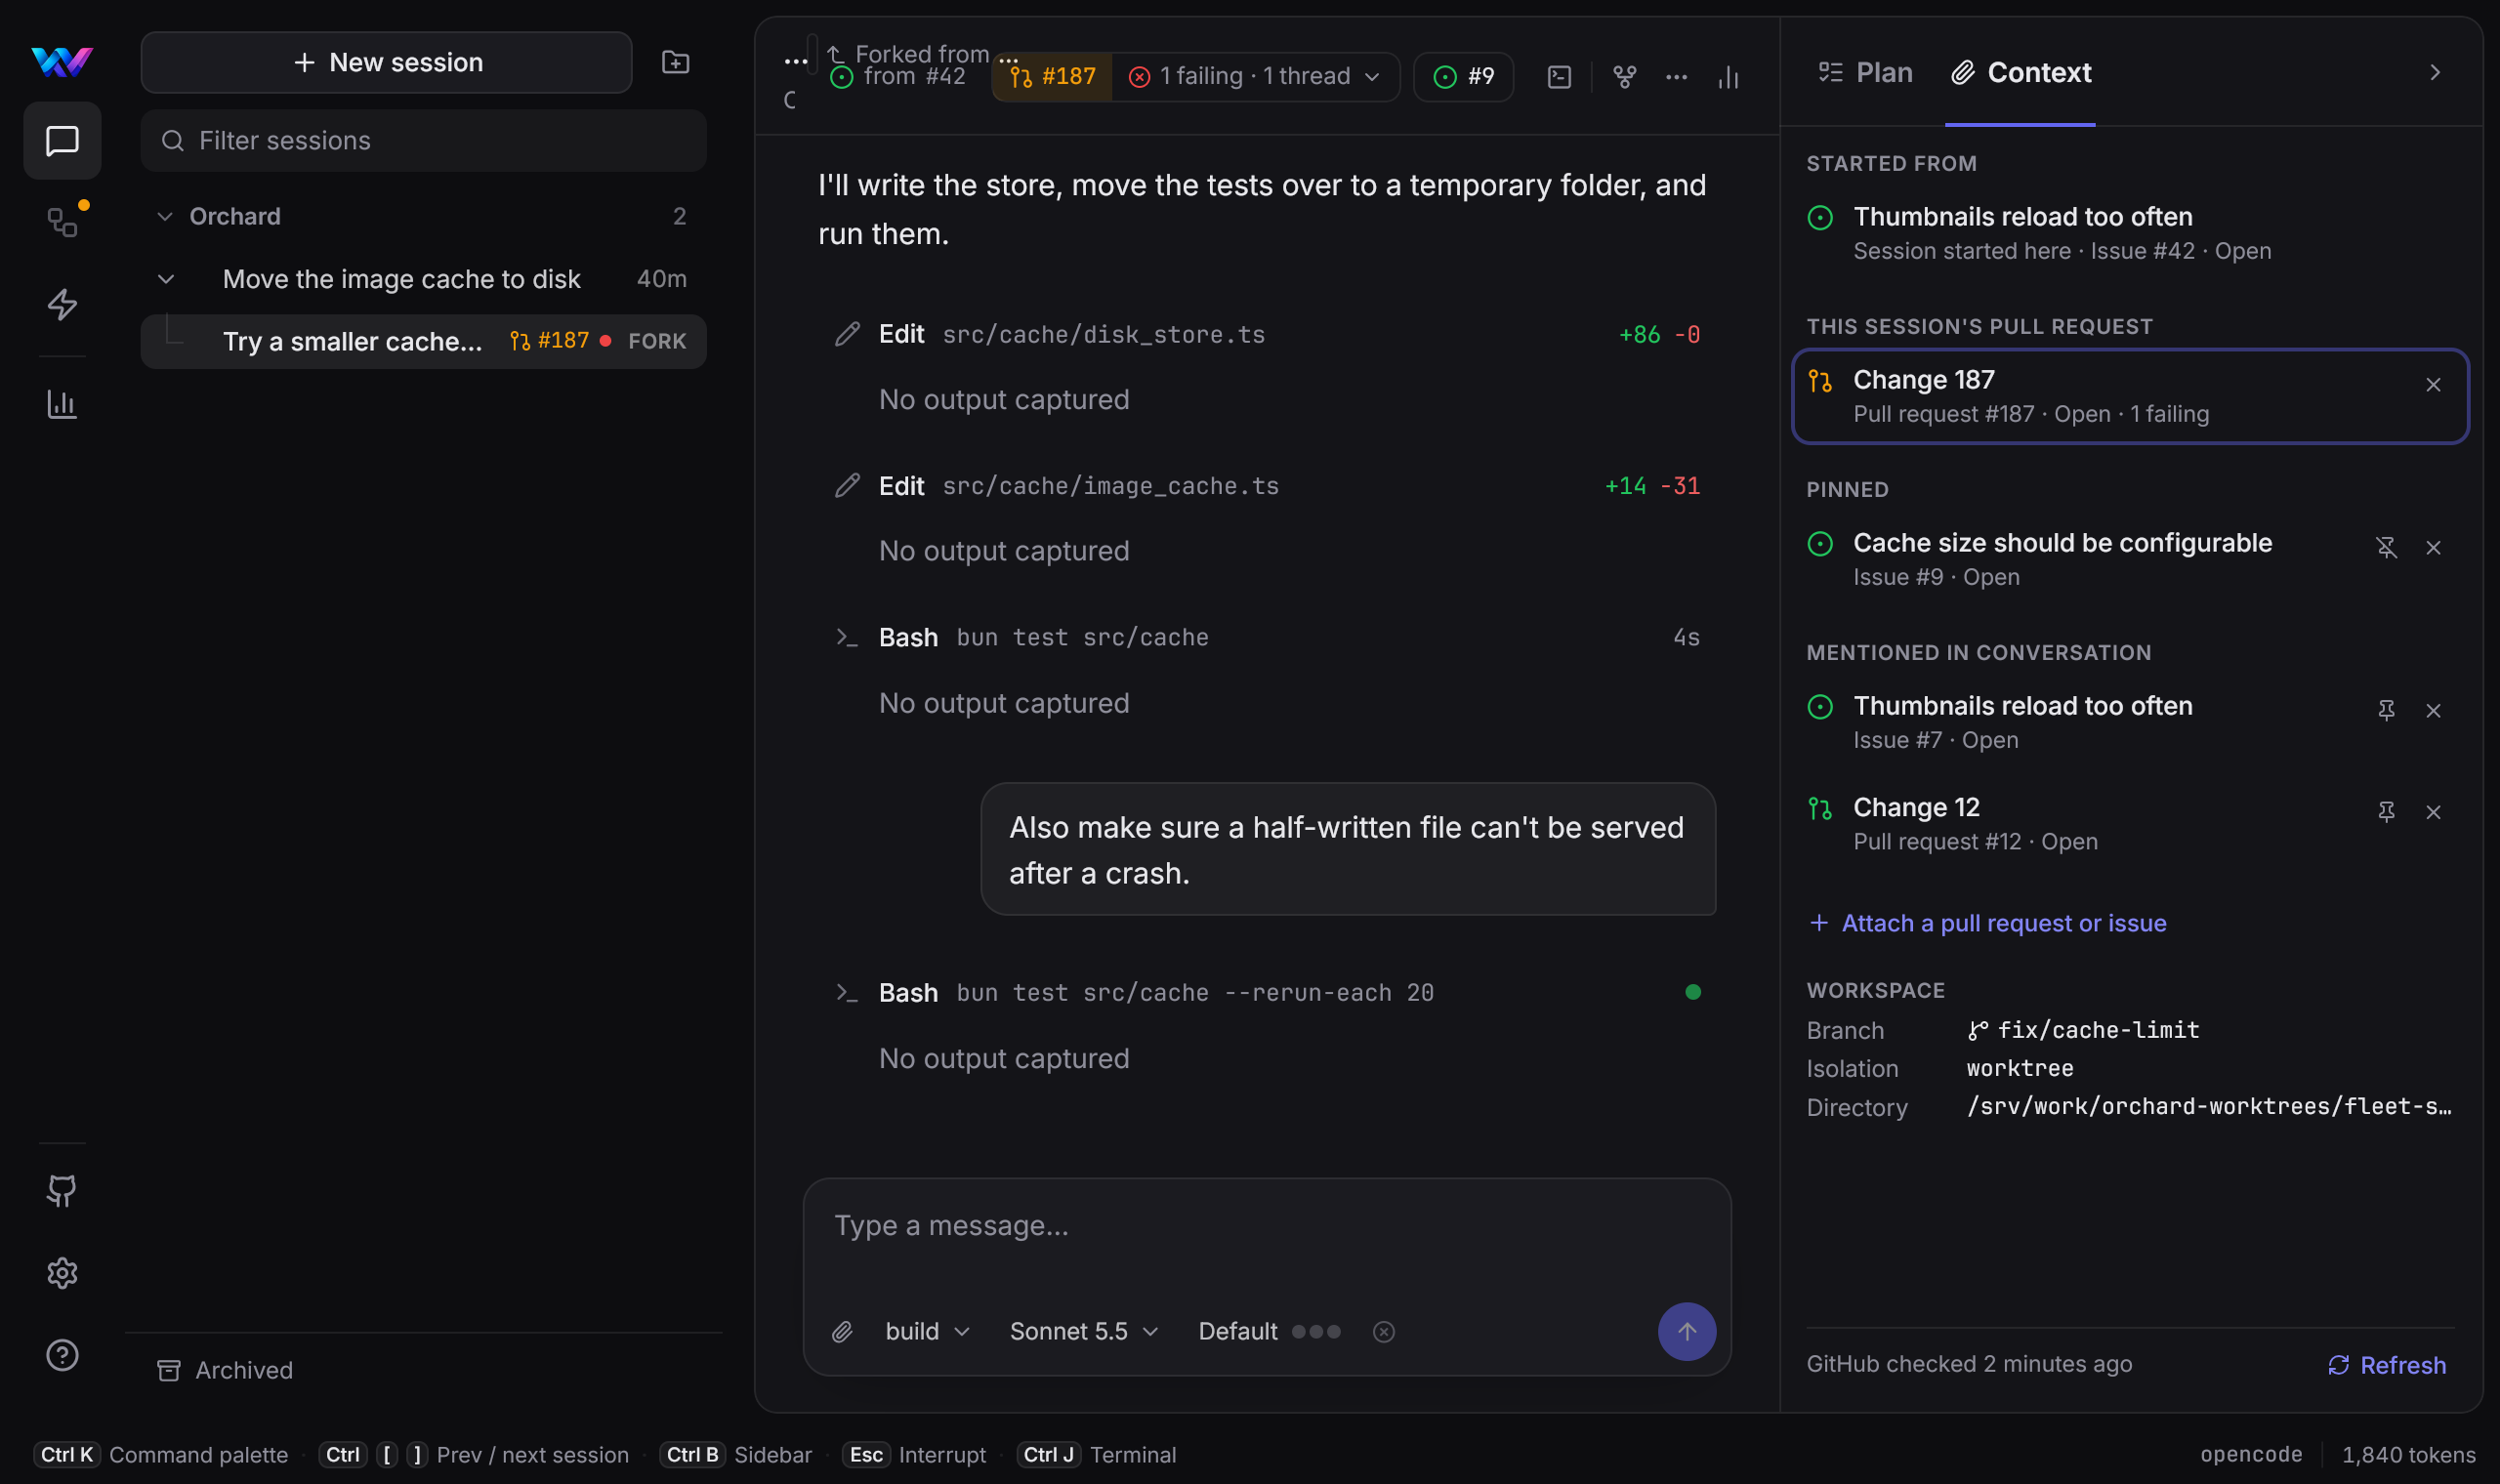 New session
Filter sessions
Orchard 2
Move the image cache to disk 40m
Try a smaller cache... #187 FORK
Archived
... Forked from ...
from #42 #187 1 failing · 1 thread #9
I'll write the store, move the tests over to a temporary folder, and
run them.
Edit src/cache/disk_store.ts +86 -0
No output captured
Edit src/cache/image_cache.ts +14 -31
No output captured
Bash bun test src/cache 4s
No output captured
Also make sure a half-written file can't be served
after a crash.
Bash bun test src/cache --rerun-each 20
No output captured
Type a message...
build Sonnet 5.5 Default
Plan Context
STARTED FROM
Thumbnails reload too often
Session started here · Issue #42 · Open
THIS SESSION'S PULL REQUEST
Change 187
Pull request #187 · Open · 1 failing
PINNED
Cache size should be configurable
Issue #9 · Open
MENTIONED IN CONVERSATION
Thumbnails reload too often
Issue #7 · Open
Change 12
Pull request #12 · Open
+ Attach a pull request or issue
WORKSPACE
Branch fix/cache-limit
Isolation worktree
Directory /srv/work/orchard-worktrees/fleet-s…
GitHub checked 2 minutes ago Refresh
Ctrl K Command palette · Ctrl [ ] Prev / next session · Ctrl B Sidebar · Esc Interrupt · Ctrl J Terminal
opencode 1,840 tokens